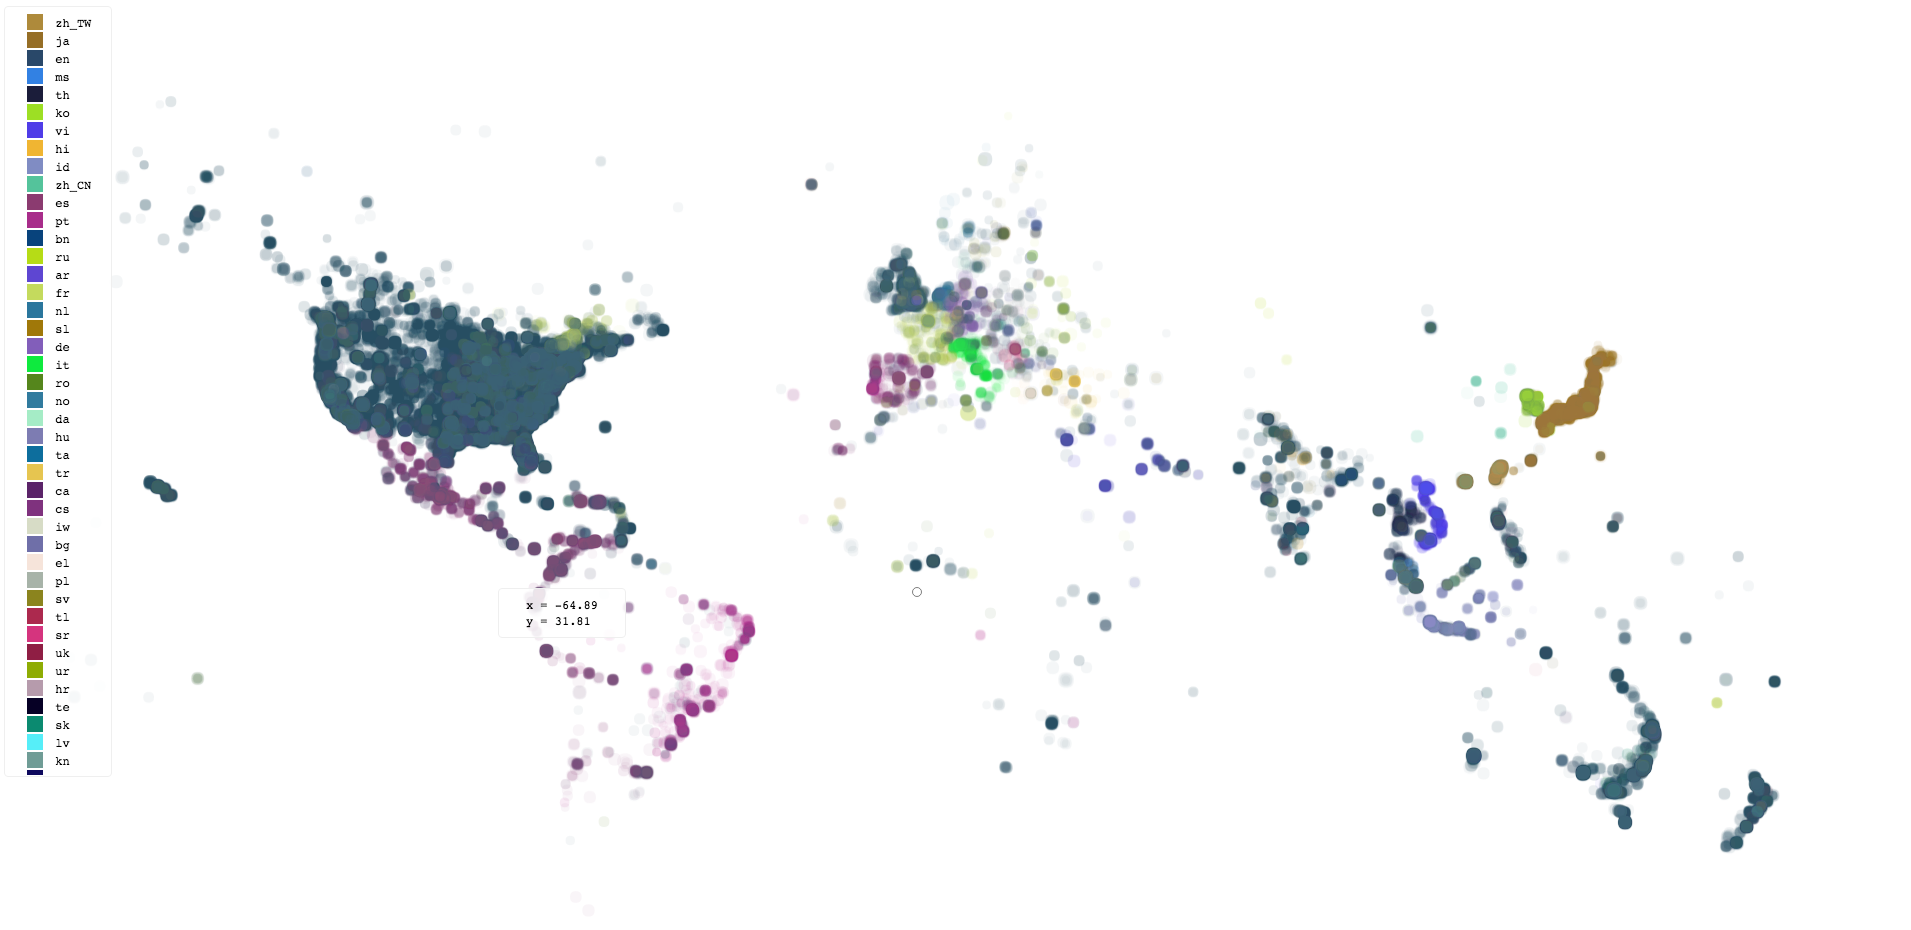 zh_TW
ja
en
ms
th
ko
vi
hi
id
zh_CN
es
pt
bn
ru
ar
fr
nl
sl
de
it
ro
no
da
hu
ta
tr
ca
cs
iw
bg
el
pl
sv
tl
sr
uk
ur
hr
te
sk
lv
kn
x = -64.89
y = 31.81